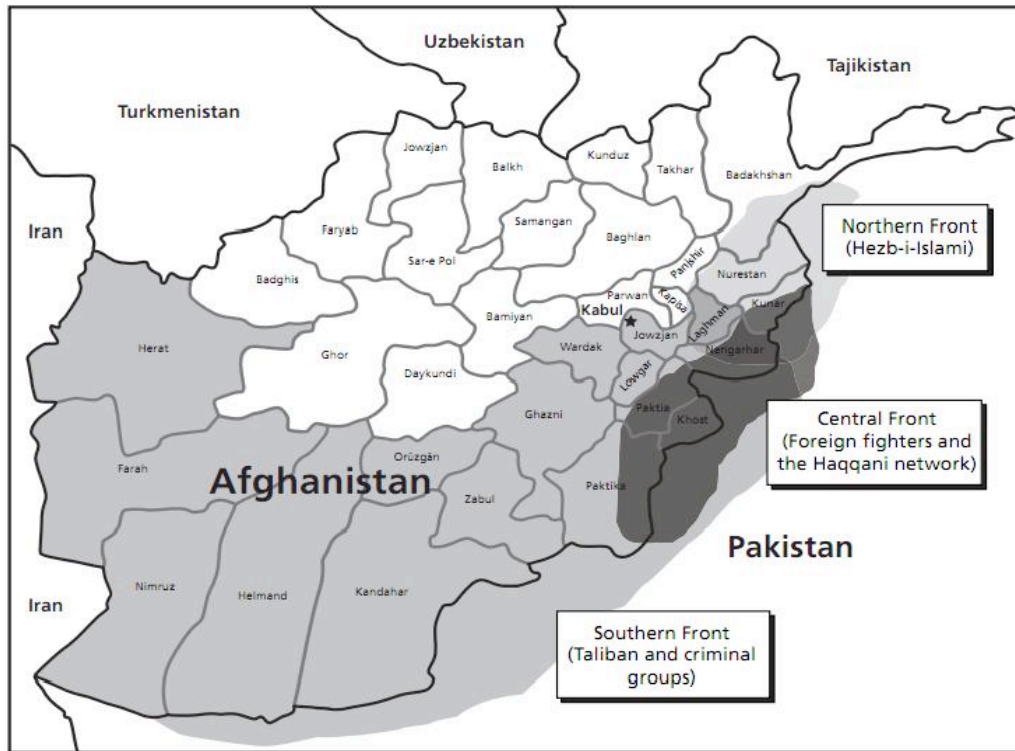 Uzbekistan
Tajikistan
Turkmenistan
Jowzjan
Balkh
Kunduz
Takhar
Badakhshan
Iran
Faryab
Samangan
Baghlan
Northern Front
(Hezb-i-Islami)
Sar-e Pol
Panjshir
Nurestan
Badghis
Parwan
Kapisa
Kunar
Kabul
Bamiyan
Laghman
Jowzjan
Herat
Wardak
Nangarhar
Ghor
Daykundi
Lowgar
Ghazni
Paktia
Khost
Central Front
(Foreign fighters and
the Haqqani network)
Orūzgān
Farah
Afghanistan
Zabul
Paktika
Pakistan
Nimruz
Helmand
Kandahar
Iran
Southern Front
(Taliban and criminal
groups)